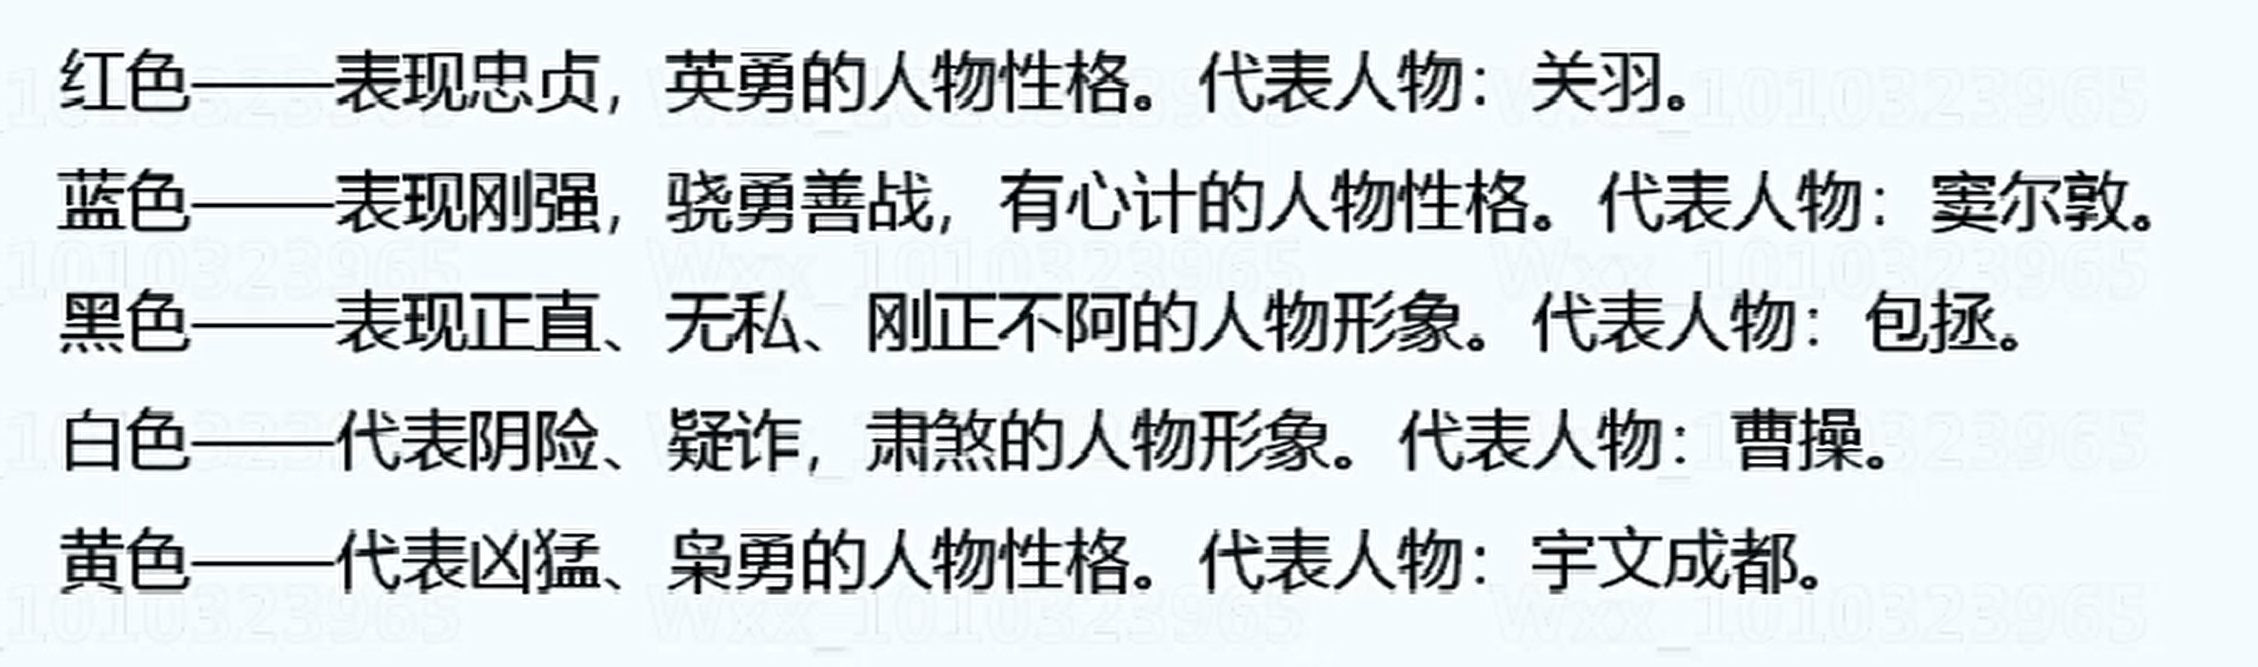 红色——表现忠贞，英勇的人物性格。代表人物：关羽。
蓝色——表现刚强，骁勇善战，有心计的人物性格。代表人物：窦尔敦。
黑色——表现正直、无私、刚正不阿的人物形象。代表人物：包拯。
白色——代表阴险、疑诈，肃煞的人物形象。代表人物：曹操。
黄色——代表凶猛、枭勇的人物性格。代表人物：宇文成都。